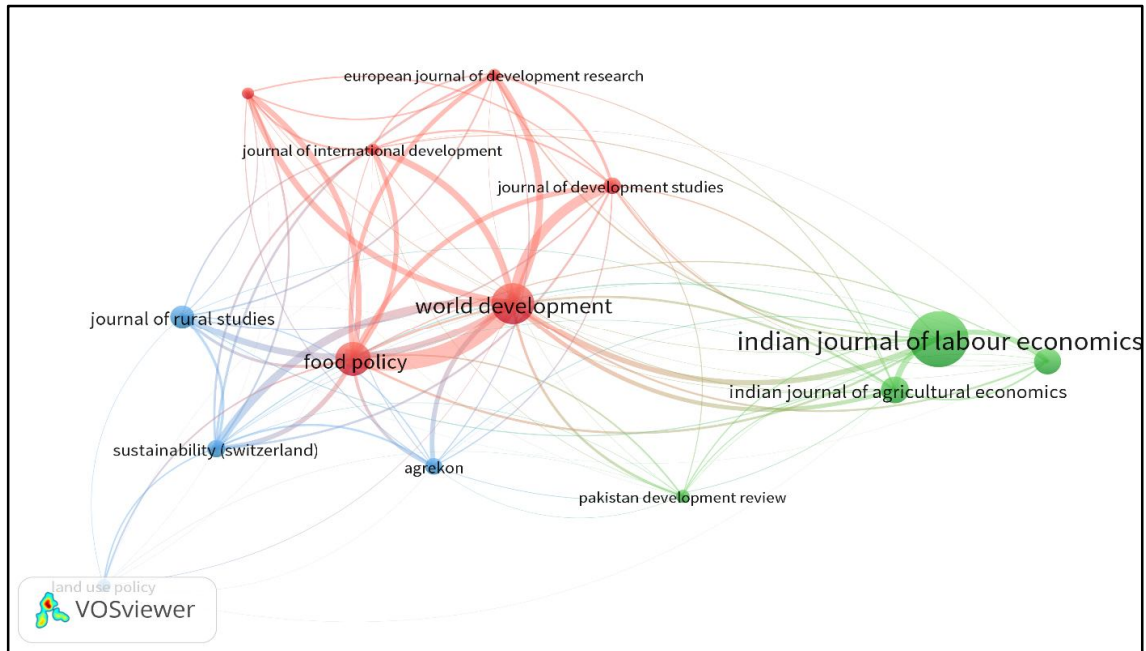 european journal of development research
journal of international development
journal of development studies
world development
journal of rural studies
indian journal of labour economics
food policy
indian journal of agricultural economics
sustainability (switzerland)
agrekon
pakistan development review
land use policy
VOSviewer